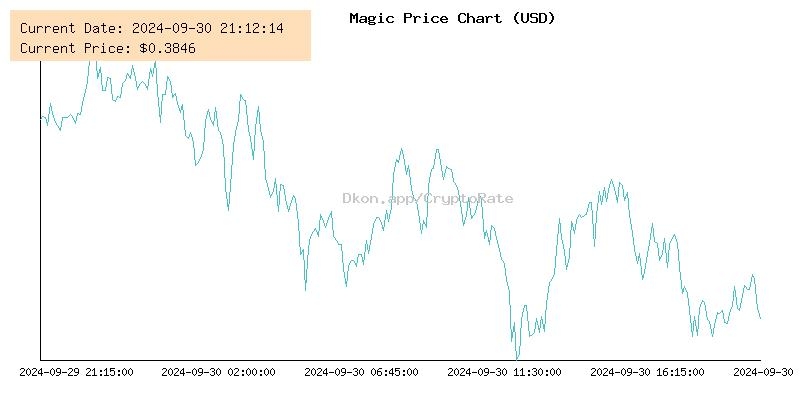 Magic Price Chart (USD)
Current Date: 2024-09-30 21:12:14
Current Price: $0.3846
Dkon.app/CryptoRate
2024-09-29 21:15:00 2024-09-30 02:00:00 2024-09-30 06:45:00 2024-09-30 11:30:00 2024-09-30 16:15:00 2024-09-30